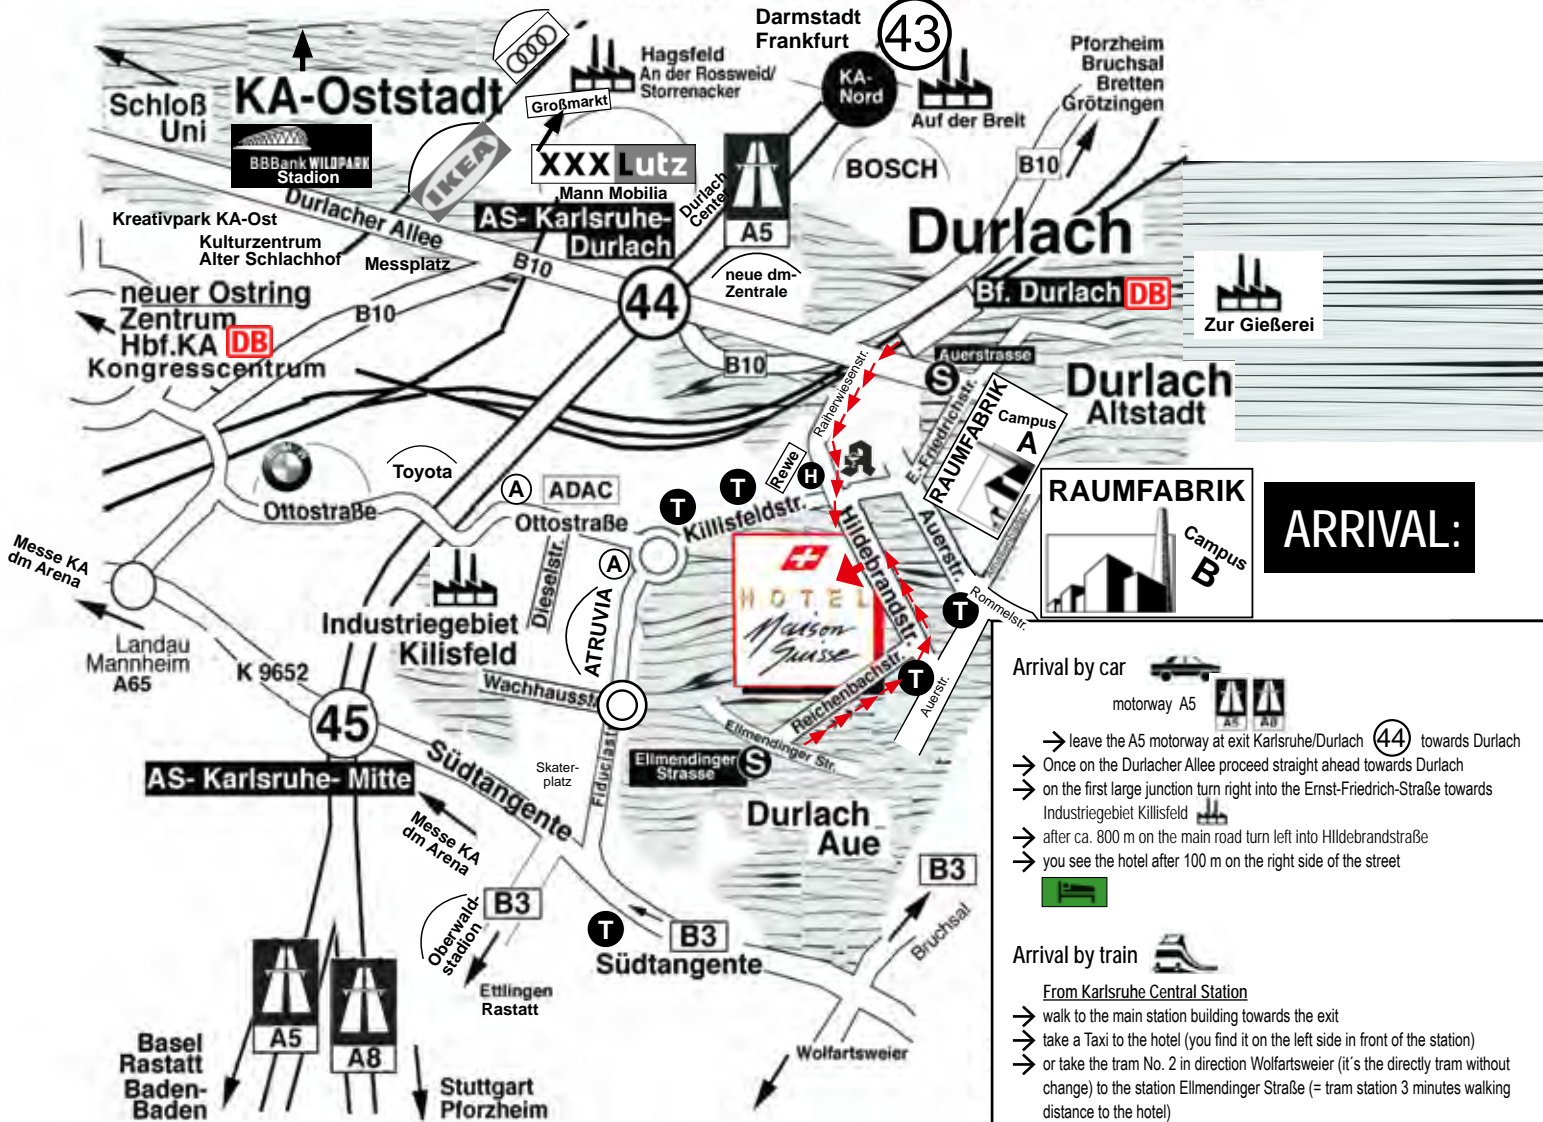 Darmstadt
Frankfurt
43
KA-
Nord
Hagsfeld
An der Rossweid/
Storrenacker
Großmarkt
Auf der Breit
Pforzheim
Bruchsal
Bretten
Grötzingen
B10
Schloß
Uni
KA-Oststadt
BBBank WILDPARK
Stadion
IKEA
XXX Lutz
Mann Mobilia
AS- Karlsruhe-
Durlach
Durlach
Center
A5
BOSCH
Durlach
Durlacher Allee
Kreativpark KA-Ost
Kulturzentrum
Alter Schlachhof
Messplatz
B10
44
neue dm-
Zentrale
Bf. Durlach DB
Zur Gießerei
neuer Ostring
Zentrum
Hbf.KA DB
Kongresscentrum
B10
B10
Auerstrasse
S
Raiherwiesenstr.
E.-Friedrichstr.
Durlach
Altstadt
RAUMFABRIK
Campus
A
RAUMFABRIK
Campus
B
ARRIVAL:
Toyota
Ottostraße
A
ADAC
Ottostraße
T
T
Rewe
H
A
Killisfeldstr.
Hildebrandstr.
Auerstr.
Messe KA
dm Arena
Landau
Mannheim
A65
K 9652
Industriegebiet
Kilisfeld
Dieselstr.
A
ATRUVIA
Wachhausstr
HOTEL
Maison
Suisse
T
Rommelstr.
T
Auerstr.
Reichenbachstr.
Ellmendinger Str.
Ellmendinger
Strasse
S
45
AS- Karlsruhe- Mitte
Südtangente
Skater-
platz
Fiduciastr
Durlach
Aue
Messe KA
dm Arena
Oberwald-
stadion
B3
T
B3
Südtangente
B3
Bruchsal
Ettlingen
Rastatt
Wolfartsweier
A5
A8
Basel
Rastatt
Baden-
Baden
Stuttgart
Pforzheim
Arrival by car
motorway A5
A5
A8
leave the A5 motorway at exit Karlsruhe/Durlach 44 towards Durlach
Once on the Durlacher Allee proceed straight ahead towards Durlach
on the first large junction turn right into the Ernst-Friedrich-Straße towards
Industriegebiet Killisfeld
after ca. 800 m on the main road turn left into HIldebrandstraße
you see the hotel after 100 m on the right side of the street
Arrival by train
From Karlsruhe Central Station
walk to the main station building towards the exit
take a Taxi to the hotel (you find it on the left side in front of the station)
or take the tram No. 2 in direction Wolfartsweier (it´s the directly tram without
change) to the station Ellmendinger Straße (= tram station 3 minutes walking
distance to the hotel)